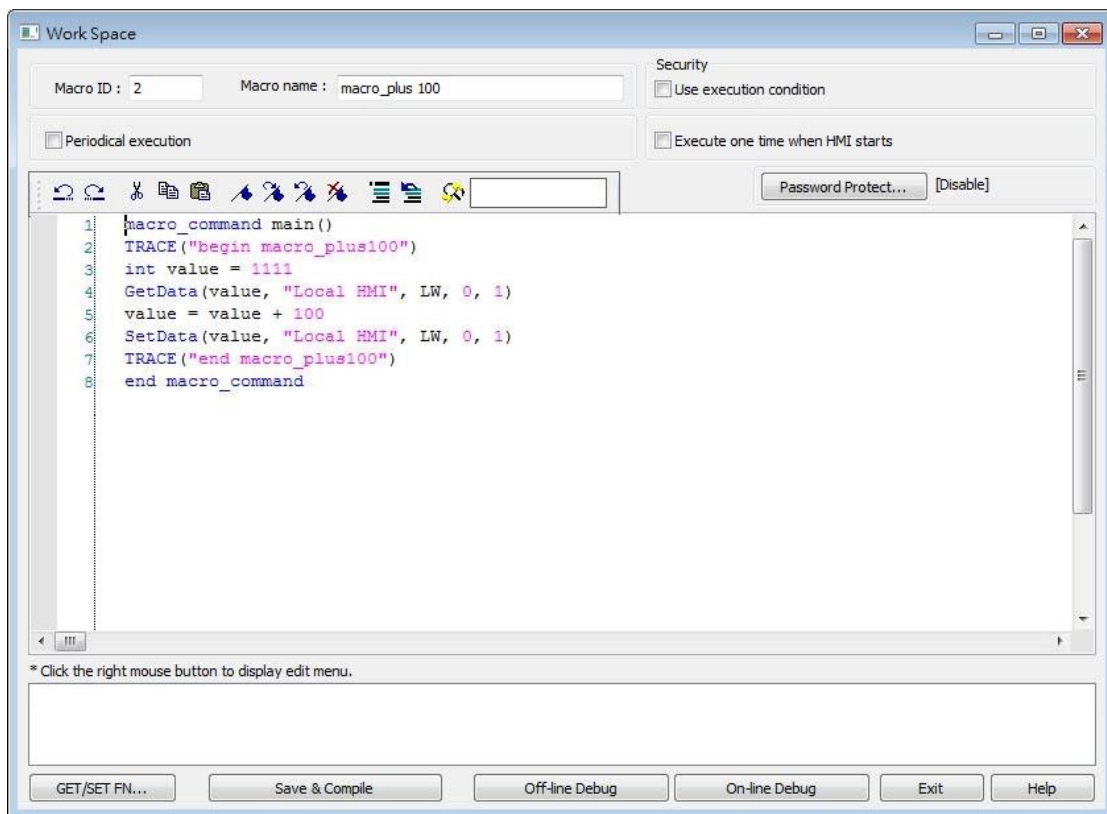 Work Space
Macro ID : 2 Macro name : macro_plus 100
Security
Use execution condition
Periodical execution
Execute one time when HMI starts
Password Protect... [Disable]
1 macro_command main()
2 TRACE("begin macro_plus100")
3 int value = 1111
4 GetData(value, "Local HMI", LW, 0, 1)
5 value = value + 100
6 SetData(value, "Local HMI", LW, 0, 1)
7 TRACE("end macro_plus100")
8 end macro_command
* Click the right mouse button to display edit menu.
GET/SET FN... Save & Compile Off-line Debug On-line Debug Exit Help